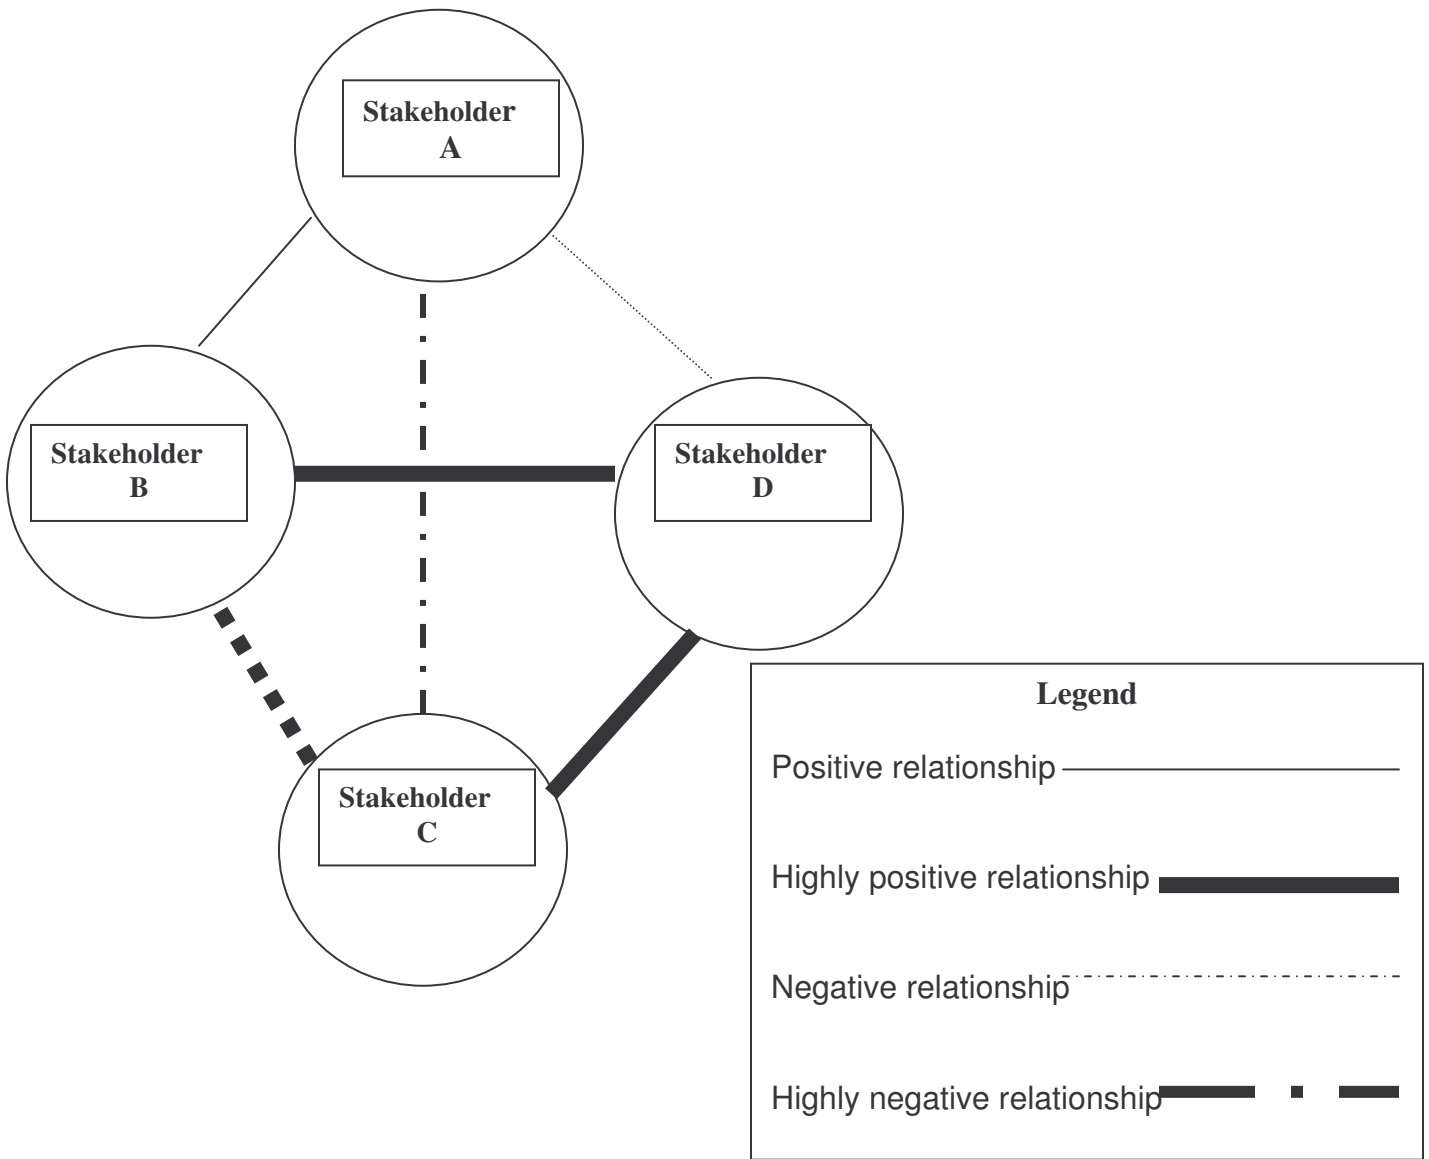 Stakeholder
A
Stakeholder
B
Stakeholder
D
Stakeholder
C
Legend
Positive relationship
Highly positive relationship
Negative relationship
Highly negative relationship